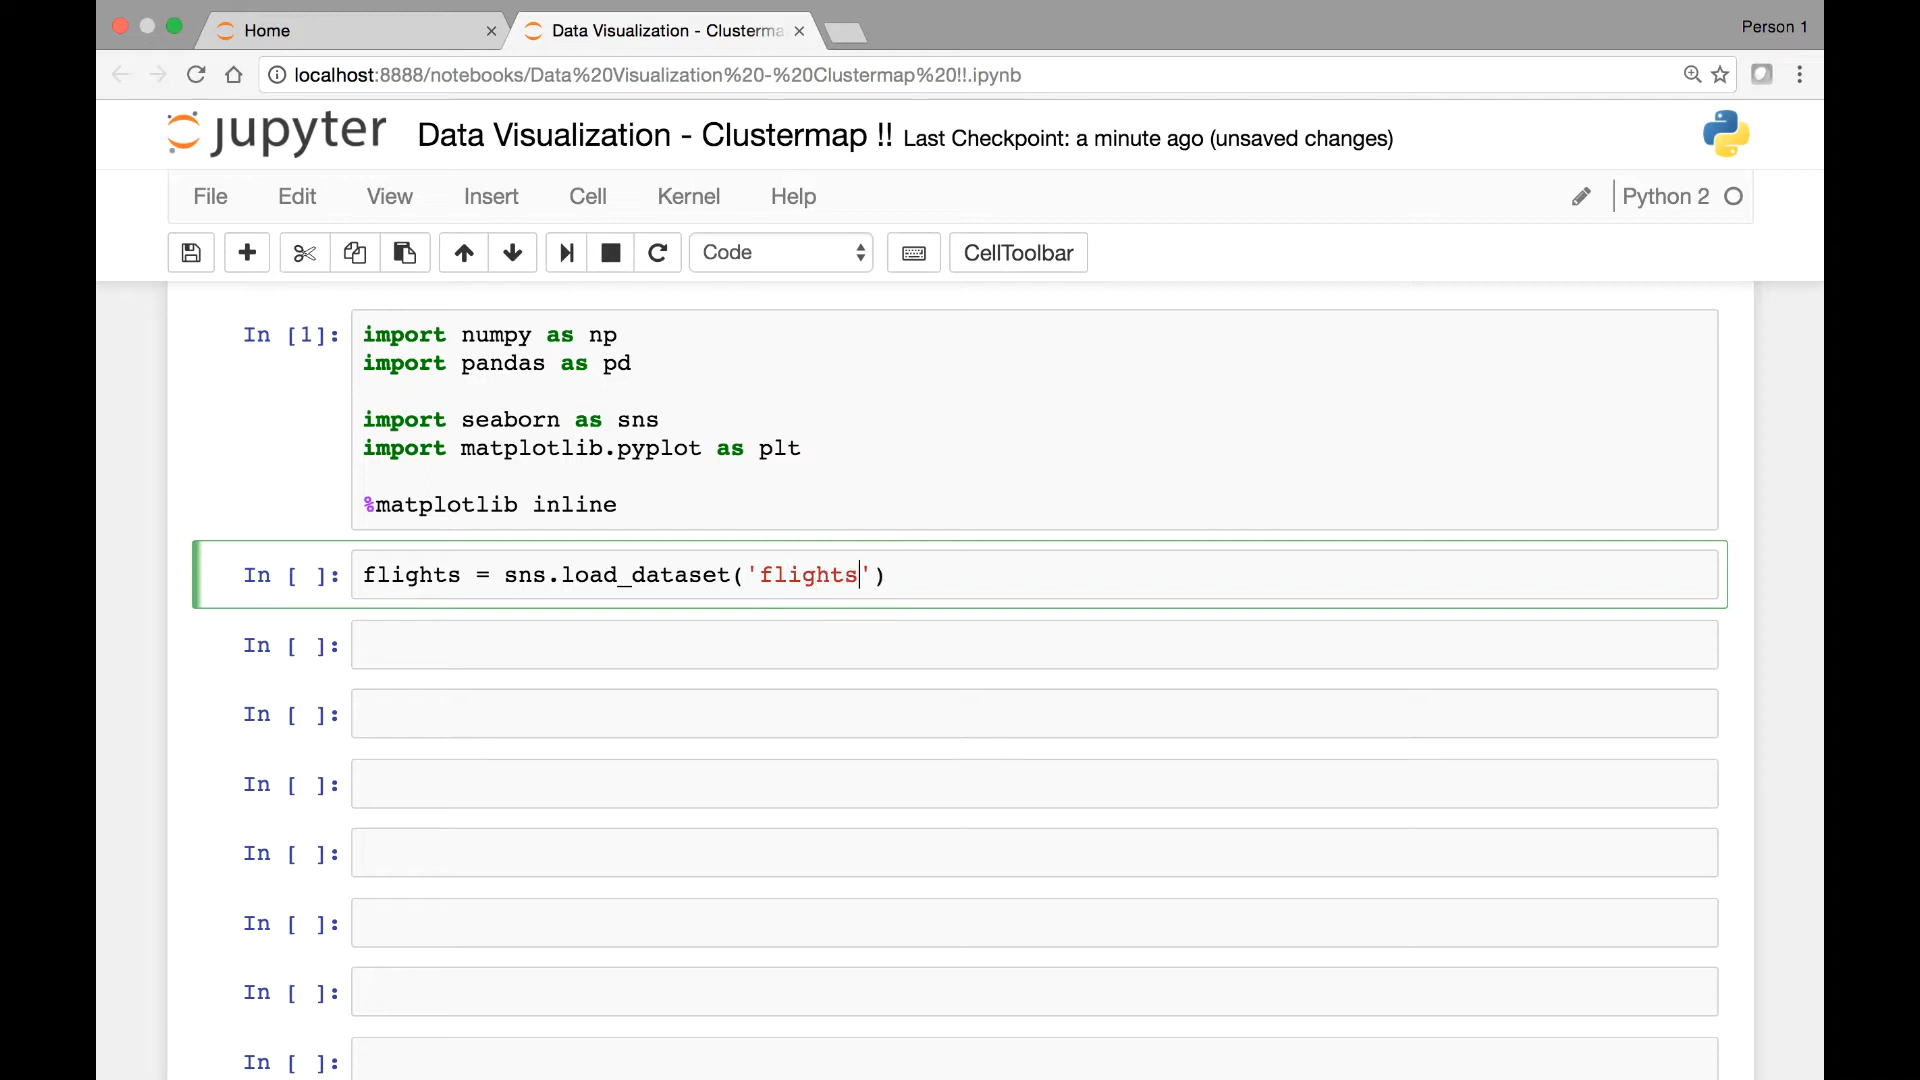 Home
Data Visualization - Clusterma
Person 1
localhost:8888/notebooks/Data%20Visualization%20-%20Clustermap%20!!.ipynb
jupyter Data Visualization - Clustermap !! Last Checkpoint: a minute ago (unsaved changes)
File Edit View Insert Cell Kernel Help Python 2
Code CellToolbar
In [1]: import numpy as np
import pandas as pd
import seaborn as sns
import matplotlib.pyplot as plt
%matplotlib inline
In [ ]: flights = sns.load_dataset('flights')
In [ ]:
In [ ]:
In [ ]:
In [ ]:
In [ ]:
In [ ]:
In [ ]: